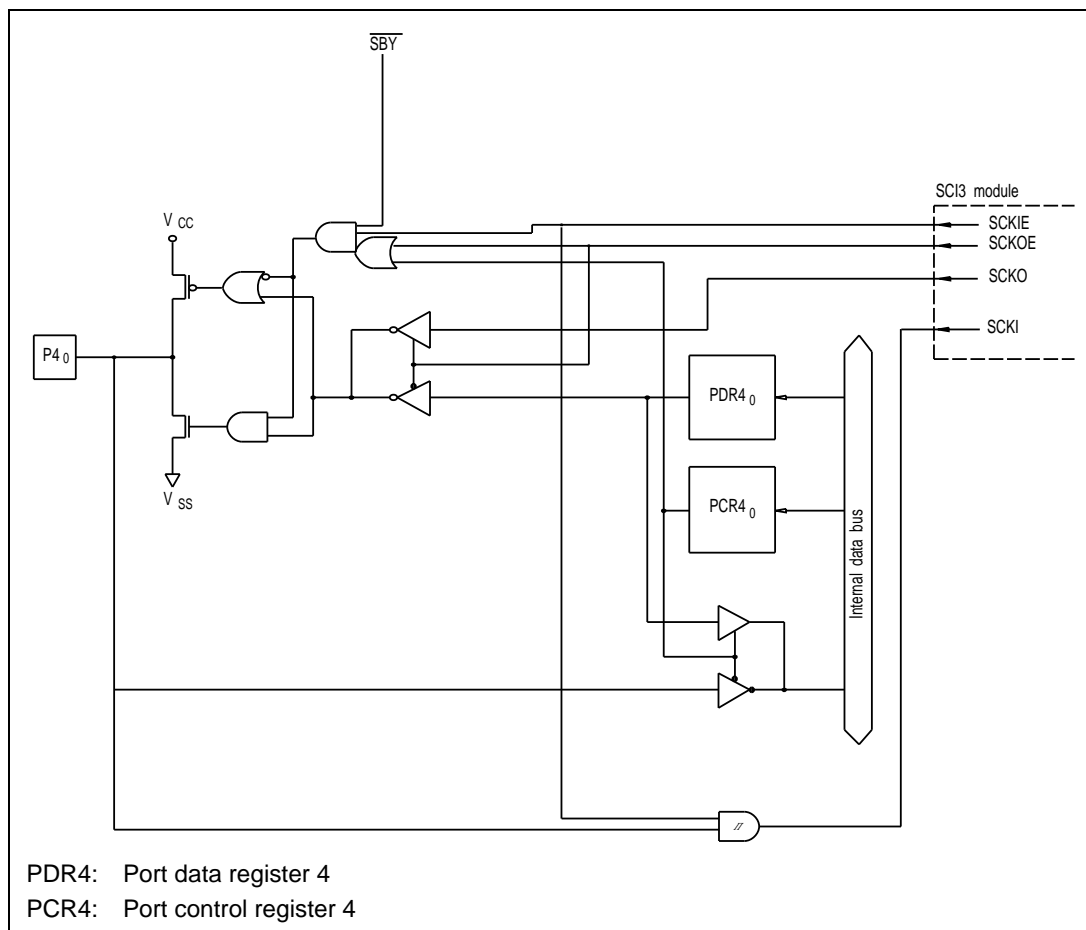 SBY
SCI3 module
SCKIE
SCKOE
SCKO
SCKI
V CC
P4 0
PDR4 0
PCR4 0
V SS
Internal data bus
PDR4: Port data register 4
PCR4: Port control register 4